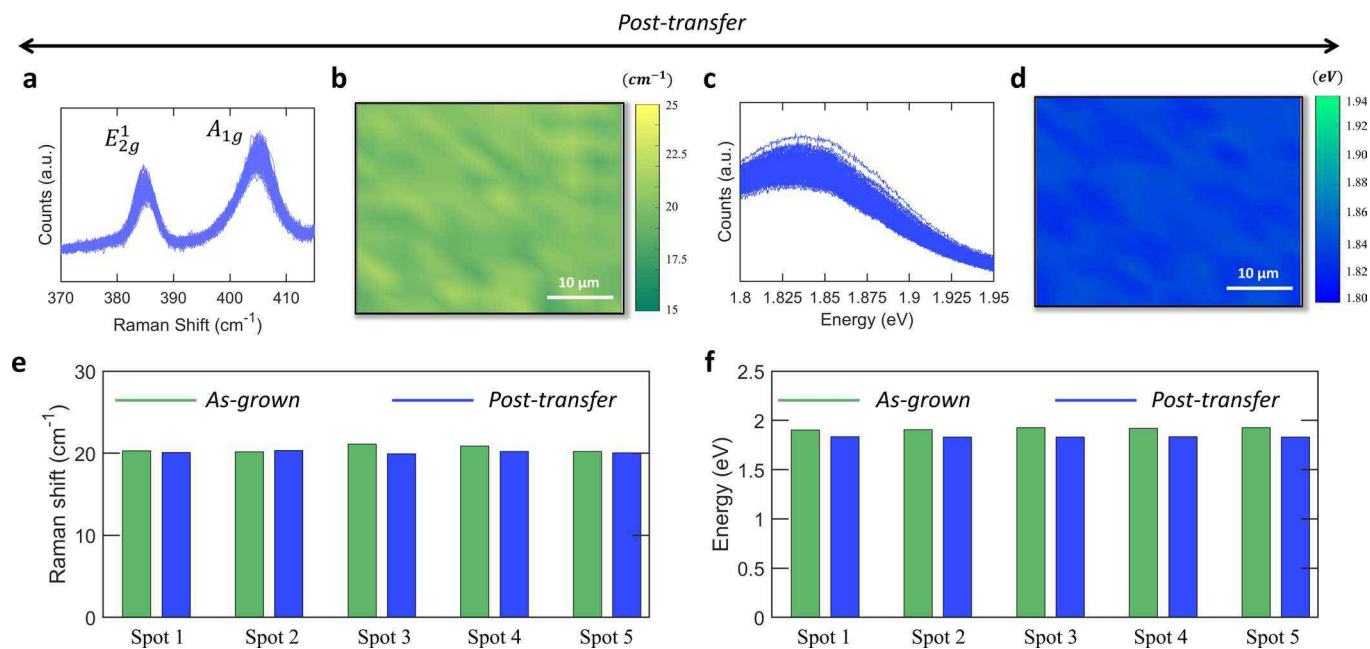 Post-transfer
a
b
(cm⁻¹)
c
d
(eV)
E¹₂g
A₁g
Counts (a.u.)
370 380 390 400 410
Raman Shift (cm⁻¹)
10 μm
25
22.5
20
17.5
15
Counts (a.u.)
1.8 1.825 1.85 1.875 1.9 1.925 1.95
Energy (eV)
10 μm
1.94
1.92
1.90
1.88
1.86
1.84
1.82
1.80
e
As-grown Post-transfer
Raman shift (cm⁻¹)
30
20
10
0
Spot 1 Spot 2 Spot 3 Spot 4 Spot 5
f
As-grown Post-transfer
Energy (eV)
2.5
2
1.5
1
0.5
0
Spot 1 Spot 2 Spot 3 Spot 4 Spot 5